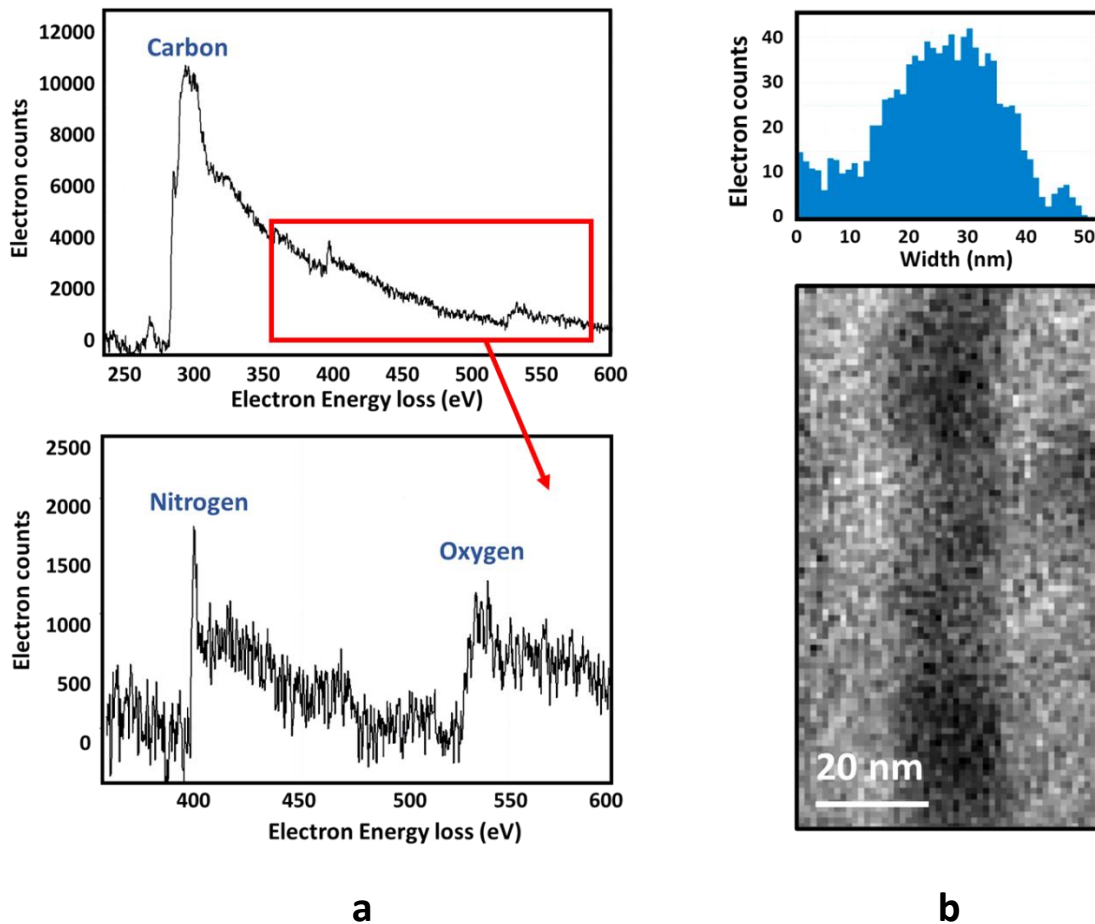 12000
10000
8000
6000
4000
2000
0
Electron counts
Carbon
250 300 350 400 450 500 550 600
Electron Energy loss (eV)
2500
2000
1500
1000
500
0
Electron counts
Nitrogen
Oxygen
400 450 500 550 600
Electron Energy loss (eV)
a
40
30
20
10
0
Electron counts
0 10 20 30 40 50
Width (nm)
20 nm
b